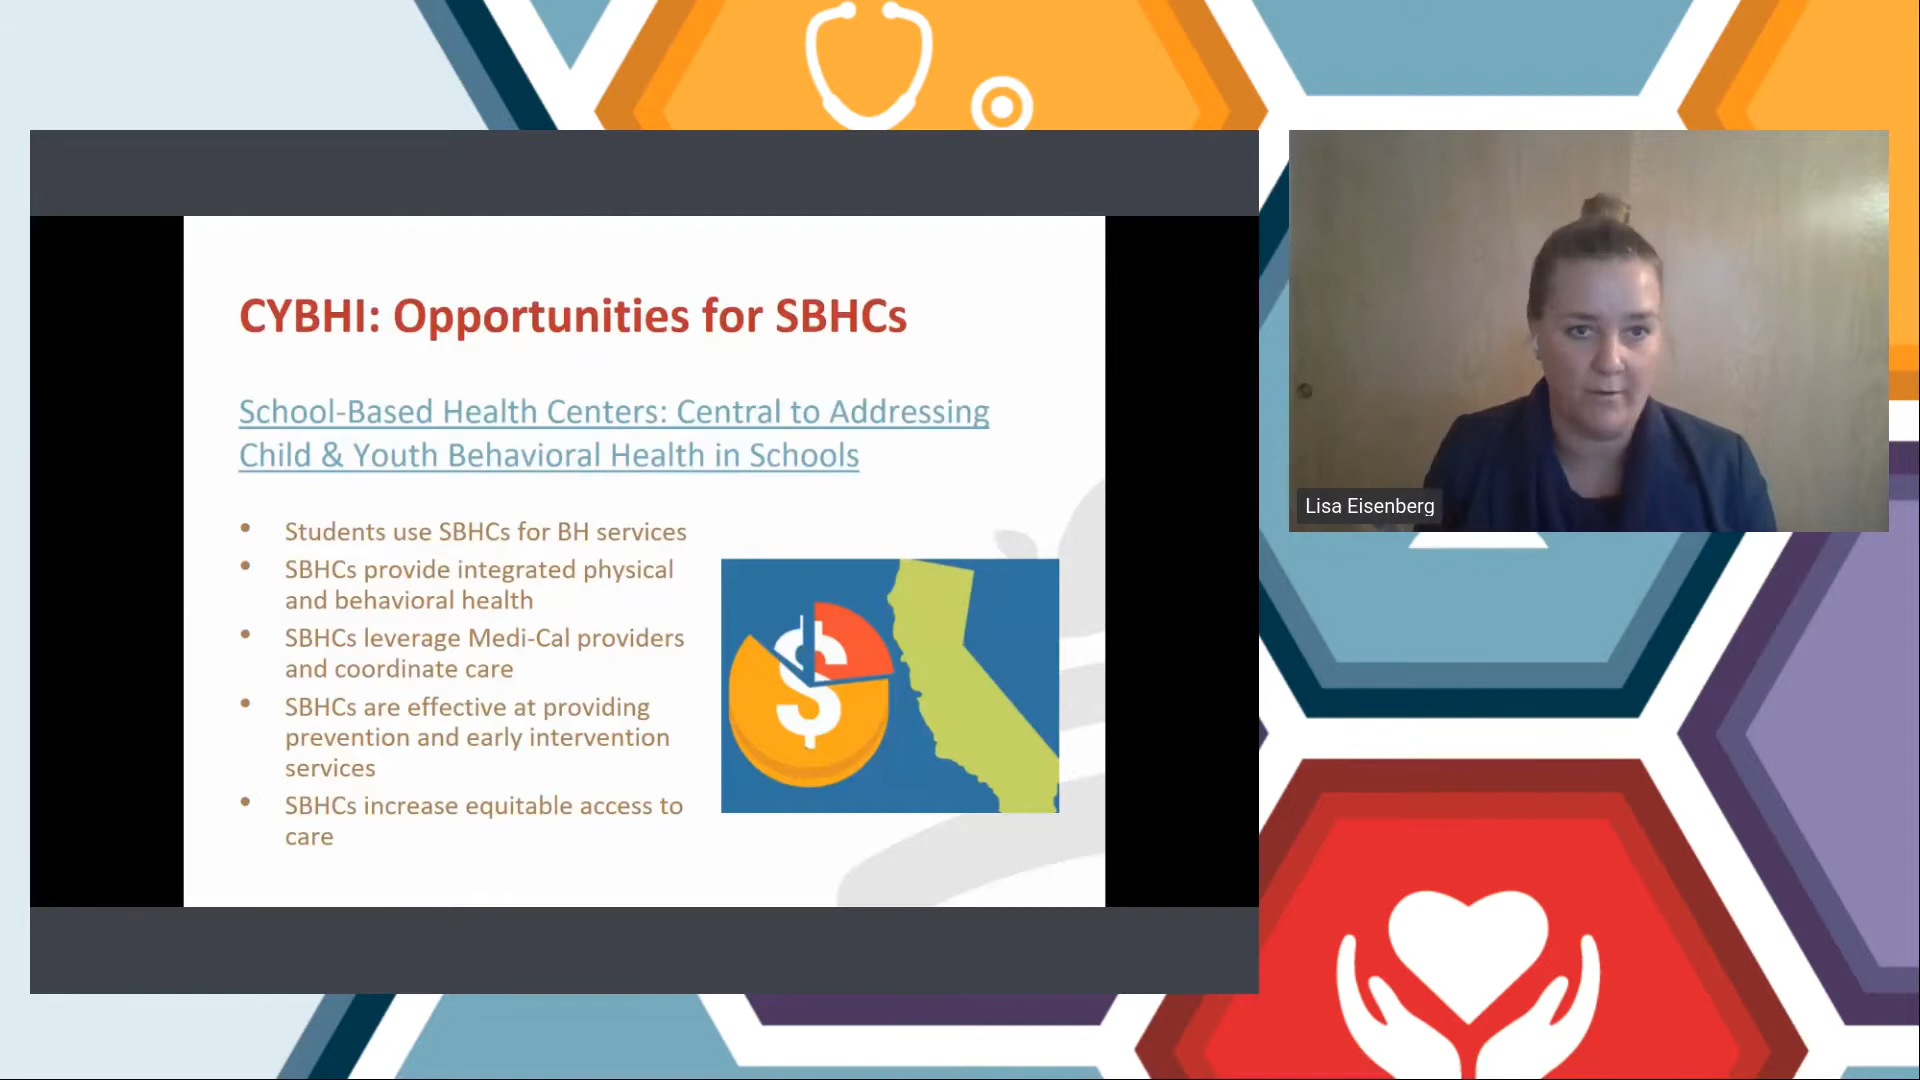 CYBHI: Opportunities for SBHCs
School-Based Health Centers: Central to Addressing
Child & Youth Behavioral Health in Schools
• Students use SBHCs for BH services
• SBHCs provide integrated physical
and behavioral health
• SBHCs leverage Medi-Cal providers
and coordinate care
• SBHCs are effective at providing
prevention and early intervention
services
• SBHCs increase equitable access to
care
$
Lisa Eisenberg